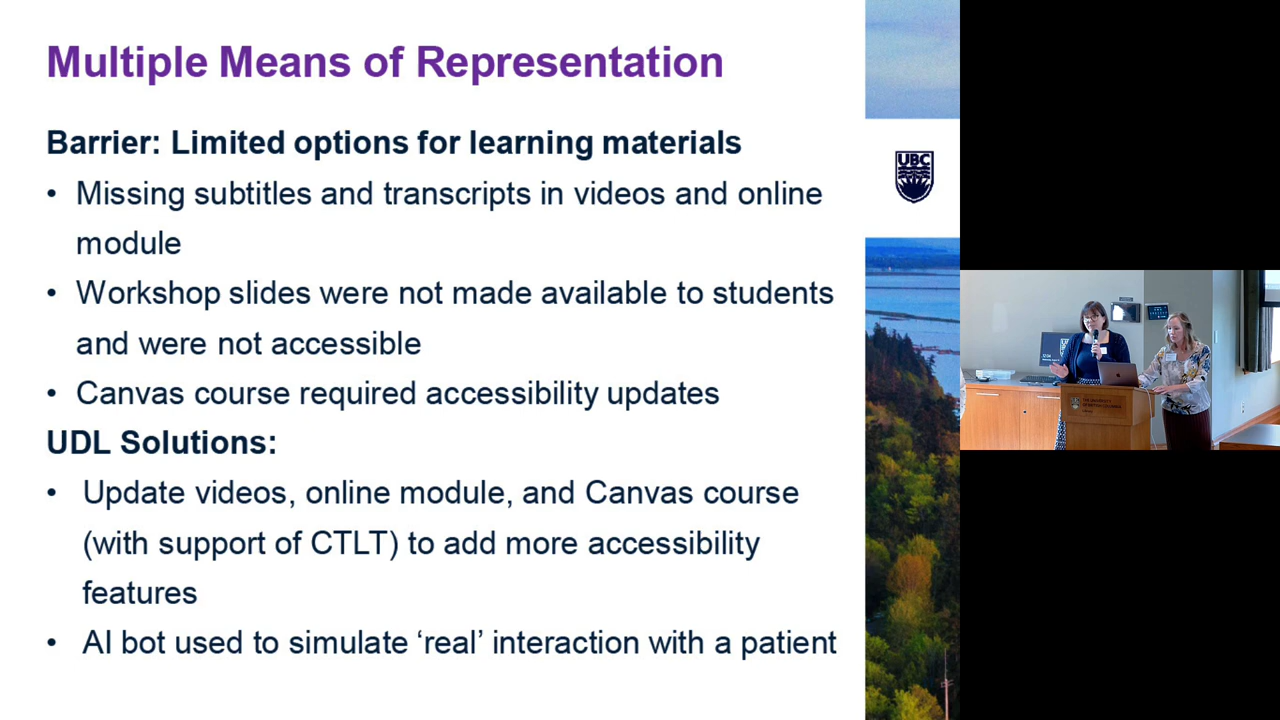 Multiple Means of Representation
Barrier: Limited options for learning materials
• Missing subtitles and transcripts in videos and online
module
• Workshop slides were not made available to students
and were not accessible
• Canvas course required accessibility updates
UDL Solutions:
• Update videos, online module, and Canvas course
(with support of CTLT) to add more accessibility
features
• AI bot used to simulate ‘real’ interaction with a patient
UBC